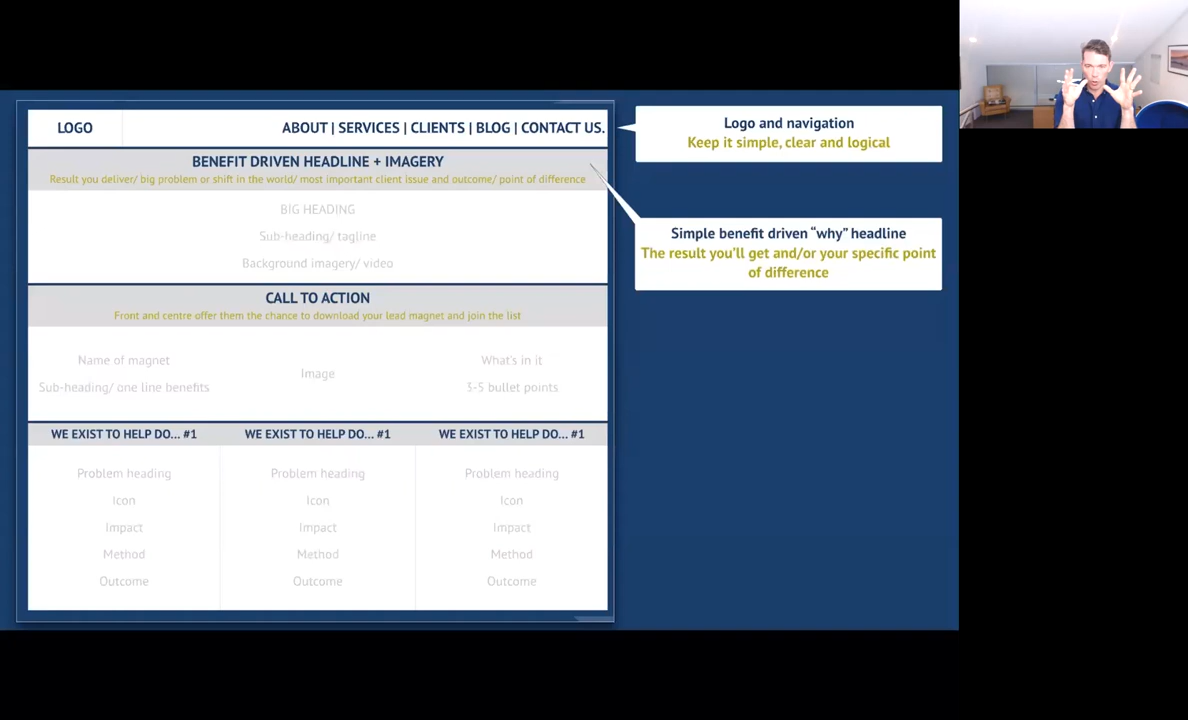 LOGO
ABOUT | SERVICES | CLIENTS | BLOG | CONTACT US.
BENEFIT DRIVEN HEADLINE + IMAGERY
Result you deliver/ big problem or shift in the world/ most important client issue and outcome/ point of difference
BIG HEADING
Sub-heading/ tagline
Background imagery/ video
CALL TO ACTION
Front and centre offer them the chance to download your lead magnet and join the list
Name of magnet
Sub-heading/ one line benefits
Image
What's in it
3-5 bullet points
WE EXIST TO HELP DO... #1
Problem heading
Icon
Impact
Method
Outcome
WE EXIST TO HELP DO... #1
Problem heading
Icon
Impact
Method
Outcome
WE EXIST TO HELP DO... #1
Problem heading
Icon
Impact
Method
Outcome
Logo and navigation
Keep it simple, clear and logical
Simple benefit driven “why” headline
The result you'll get and/or your specific point
of difference